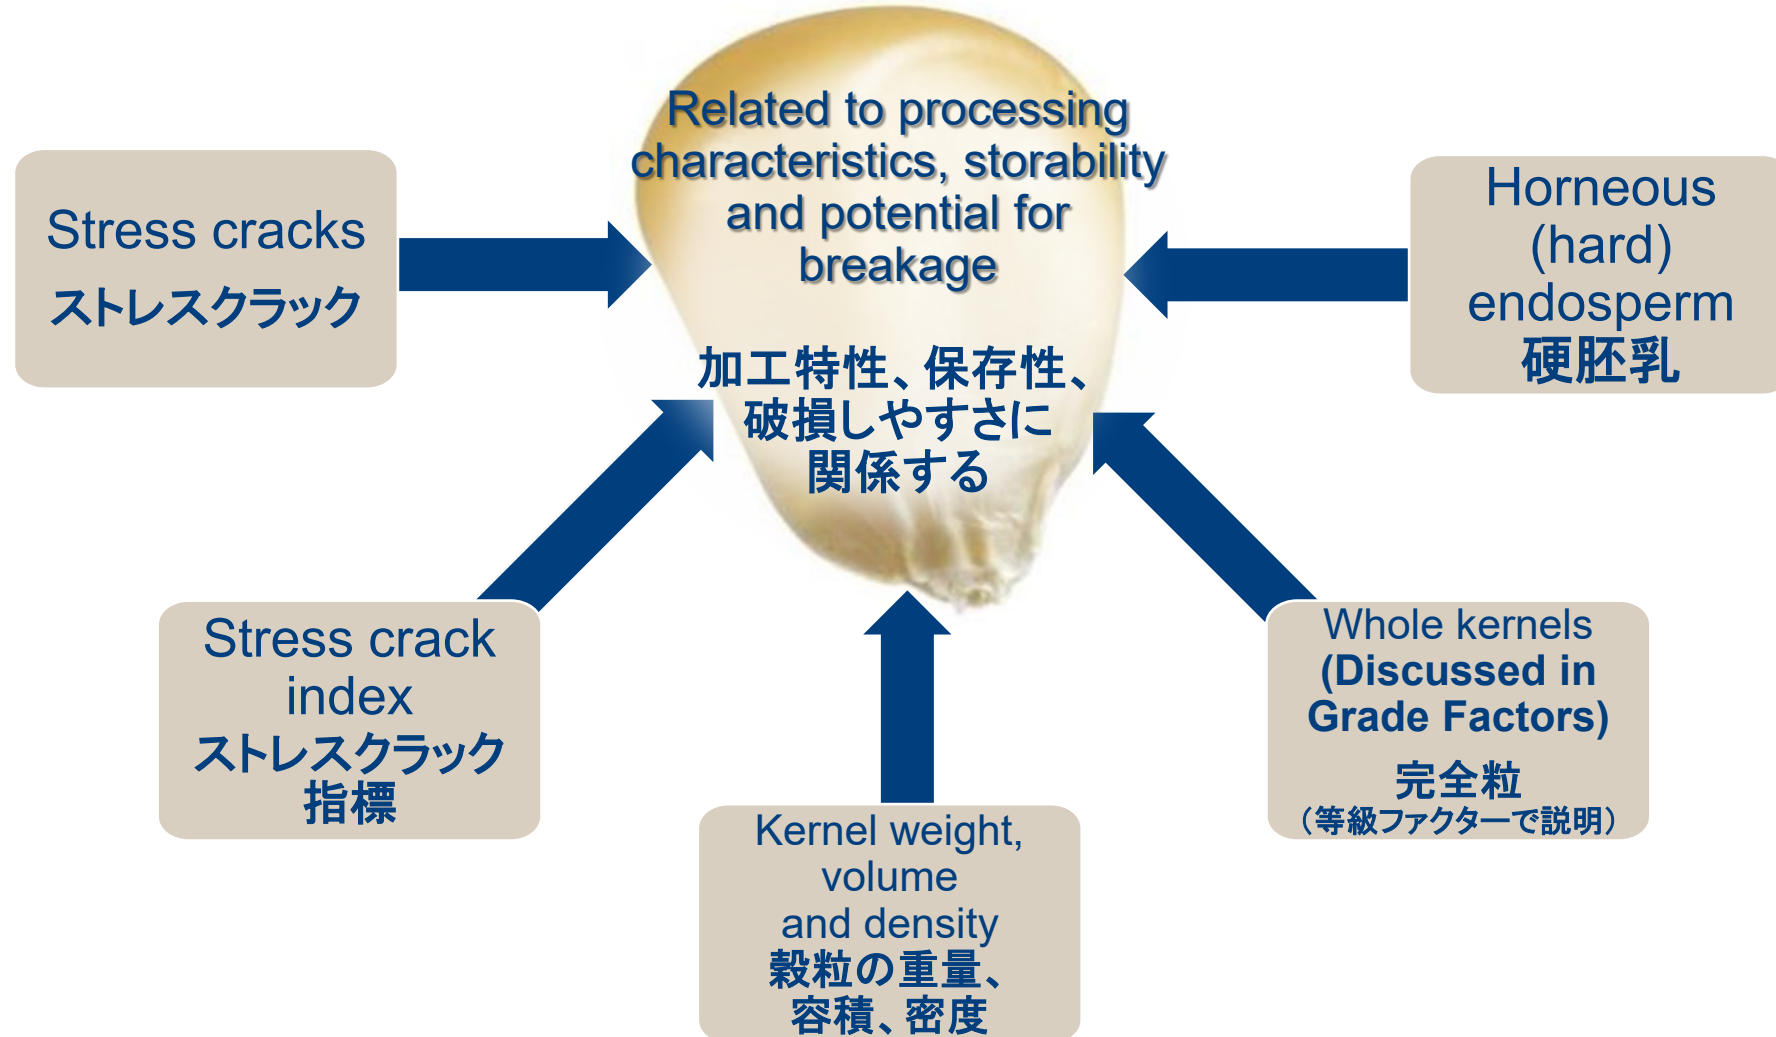 Related to processing
characteristics, storability
and potential for
breakage
加工特性、保存性、
破損しやすさに
関係する
Stress cracks
ストレスクラック
Stress crack
index
ストレスクラック
指標
Kernel weight,
volume
and density
穀粒の重量、
容積、密度
Whole kernels
(Discussed in
Grade Factors)
完全粒
（等級ファクターで説明）
Horneous
(hard)
endosperm
硬胚乳